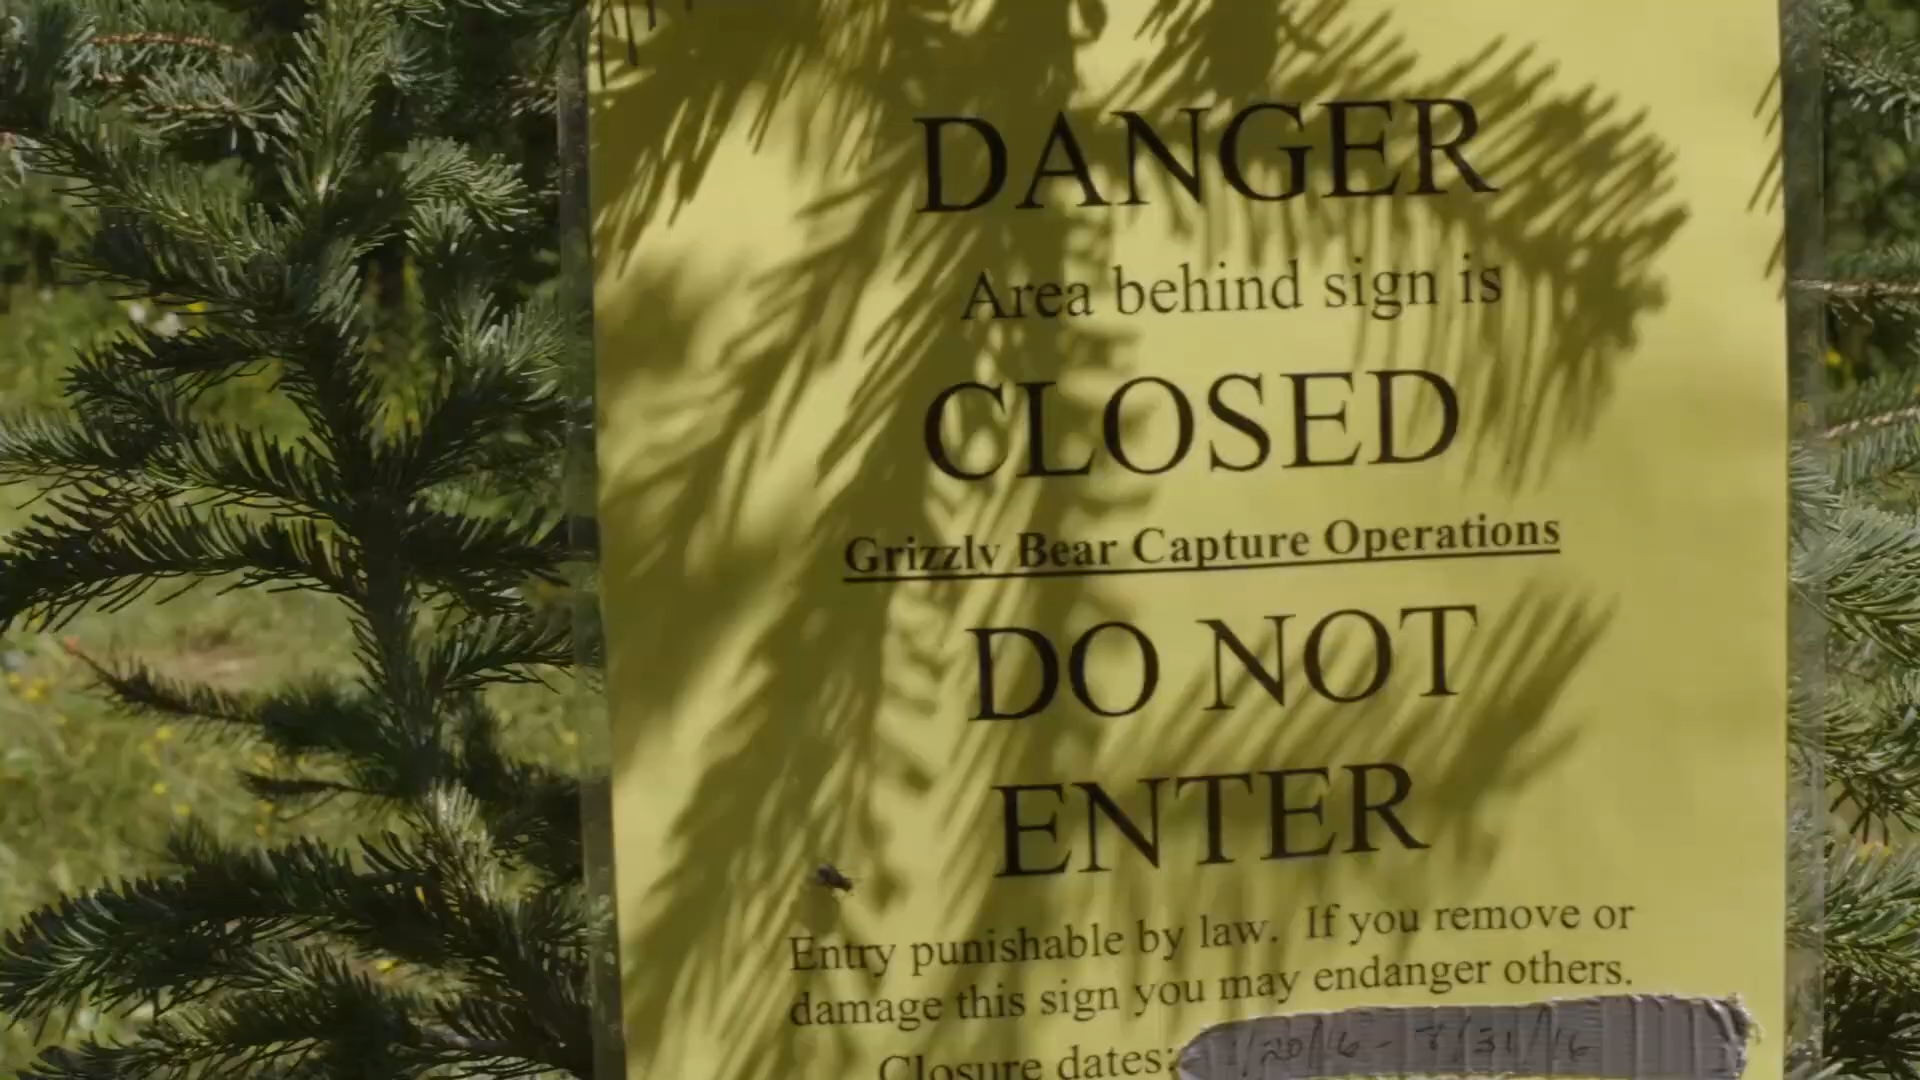 DANGER
Area behind sign is
CLOSED
Grizzly Bear Capture Operations
DO NOT
ENTER
Entry punishable by law. If you remove or
damage this sign you may endanger others.
Closure dates: